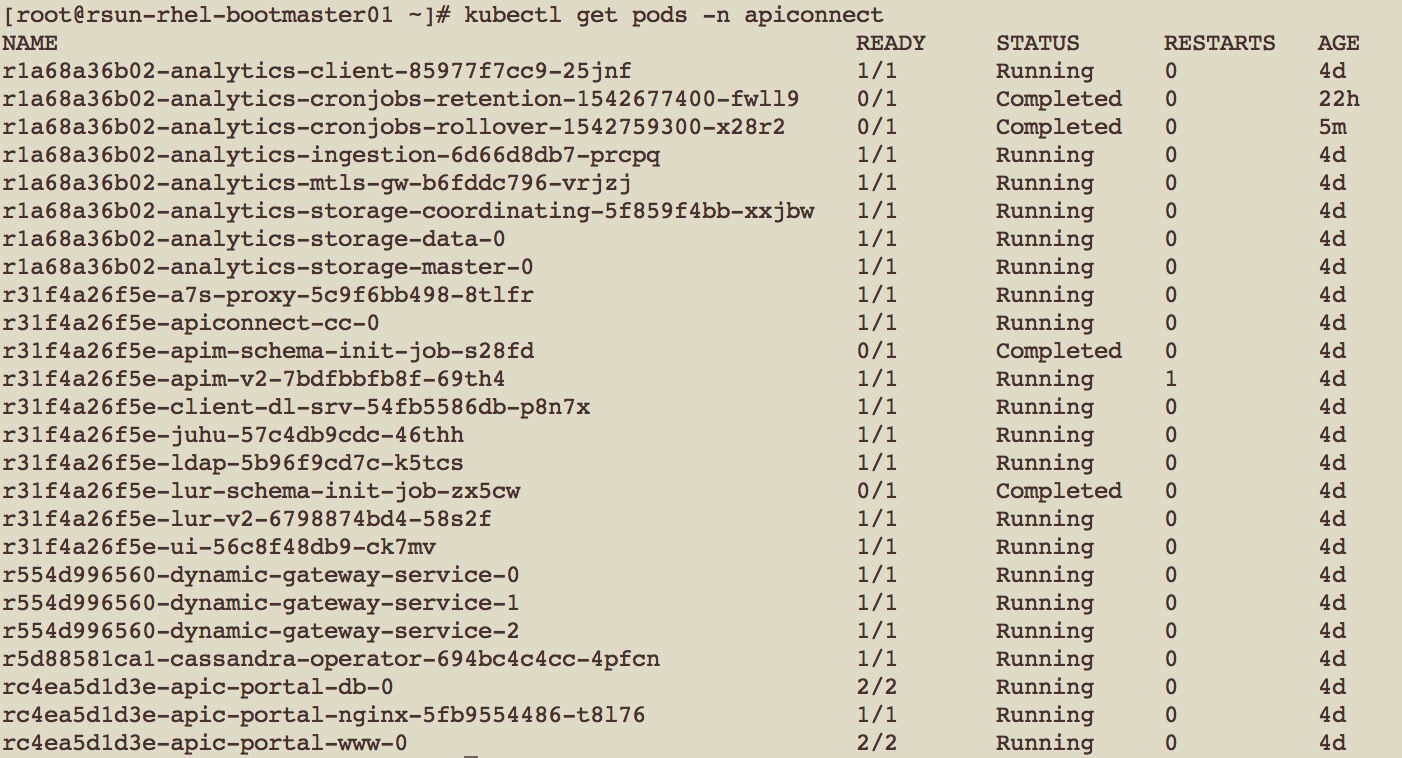 [root@rsun-rhel-bootmaster01 ~]# kubectl get pods -n apiconnect
NAME READY STATUS RESTARTS AGE
r1a68a36b02-analytics-client-85977f7cc9-25jnf 1/1 Running 0 4d
r1a68a36b02-analytics-cronjobs-retention-1542677400-fwll9 0/1 Completed 0 22h
r1a68a36b02-analytics-cronjobs-rollover-1542759300-x28r2 0/1 Completed 0 5m
r1a68a36b02-analytics-ingestion-6d66d8db7-prcpq 1/1 Running 0 4d
r1a68a36b02-analytics-mtls-gw-b6fddc796-vrjzj 1/1 Running 0 4d
r1a68a36b02-analytics-storage-coordinating-5f859f4bb-xxjbw 1/1 Running 0 4d
r1a68a36b02-analytics-storage-data-0 1/1 Running 0 4d
r1a68a36b02-analytics-storage-master-0 1/1 Running 0 4d
r31f4a26f5e-a7s-proxy-5c9f6bb498-8tlfr 1/1 Running 0 4d
r31f4a26f5e-apiconnect-cc-0 1/1 Running 0 4d
r31f4a26f5e-apim-schema-init-job-s28fd 0/1 Completed 0 4d
r31f4a26f5e-apim-v2-7bdfbbfb8f-69th4 1/1 Running 1 4d
r31f4a26f5e-client-dl-srv-54fb5586db-p8n7x 1/1 Running 0 4d
r31f4a26f5e-juhu-57c4db9cdc-46thh 1/1 Running 0 4d
r31f4a26f5e-ldap-5b96f9cd7c-k5tcs 1/1 Running 0 4d
r31f4a26f5e-lur-schema-init-job-zx5cw 0/1 Completed 0 4d
r31f4a26f5e-lur-v2-6798874bd4-58s2f 1/1 Running 0 4d
r31f4a26f5e-ui-56c8f48db9-ck7mv 1/1 Running 0 4d
r554d996560-dynamic-gateway-service-0 1/1 Running 0 4d
r554d996560-dynamic-gateway-service-1 1/1 Running 0 4d
r554d996560-dynamic-gateway-service-2 1/1 Running 0 4d
r5d88581ca1-cassandra-operator-694bc4c4cc-4pfcn 1/1 Running 0 4d
rc4ea5d1d3e-apic-portal-db-0 2/2 Running 0 4d
rc4ea5d1d3e-apic-portal-nginx-5fb9554486-t8l76 1/1 Running 0 4d
rc4ea5d1d3e-apic-portal-www-0 2/2 Running 0 4d